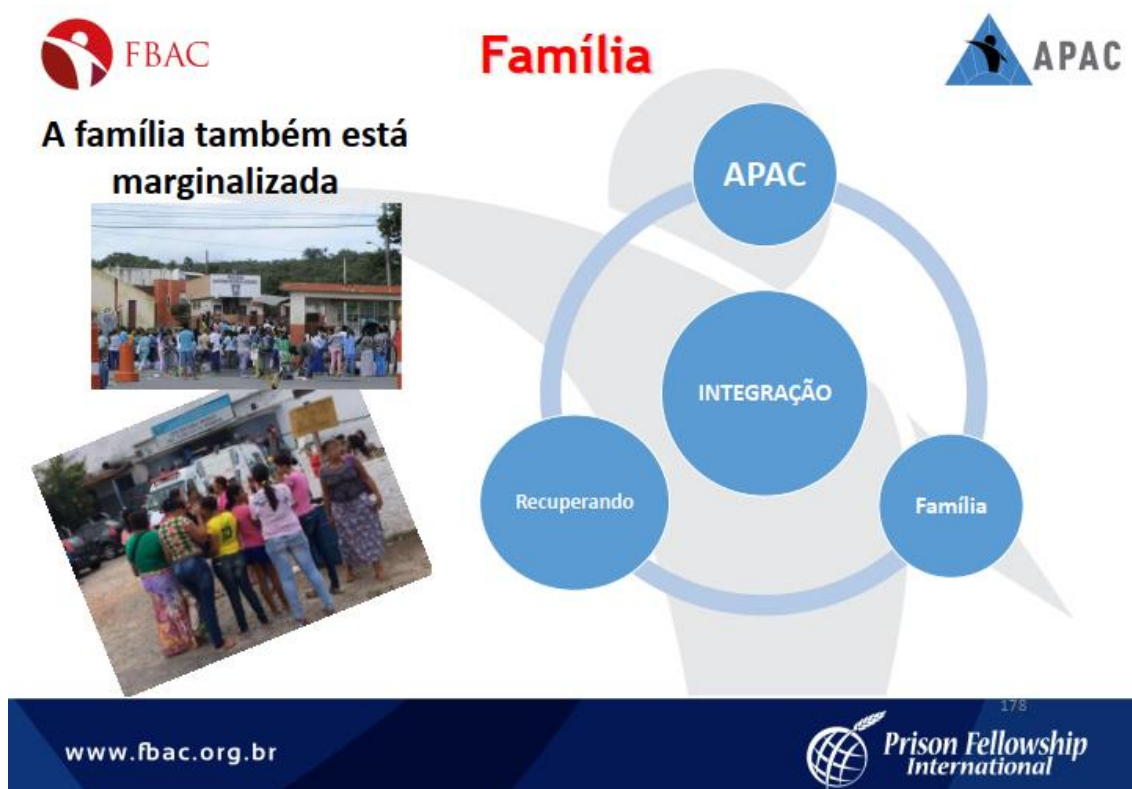 FBAC
Família
APAC
A família também está
marginalizada
APAC
INTEGRAÇÃO
Recuperando
Família
178
www.fbac.org.br
Prison Fellowship
International